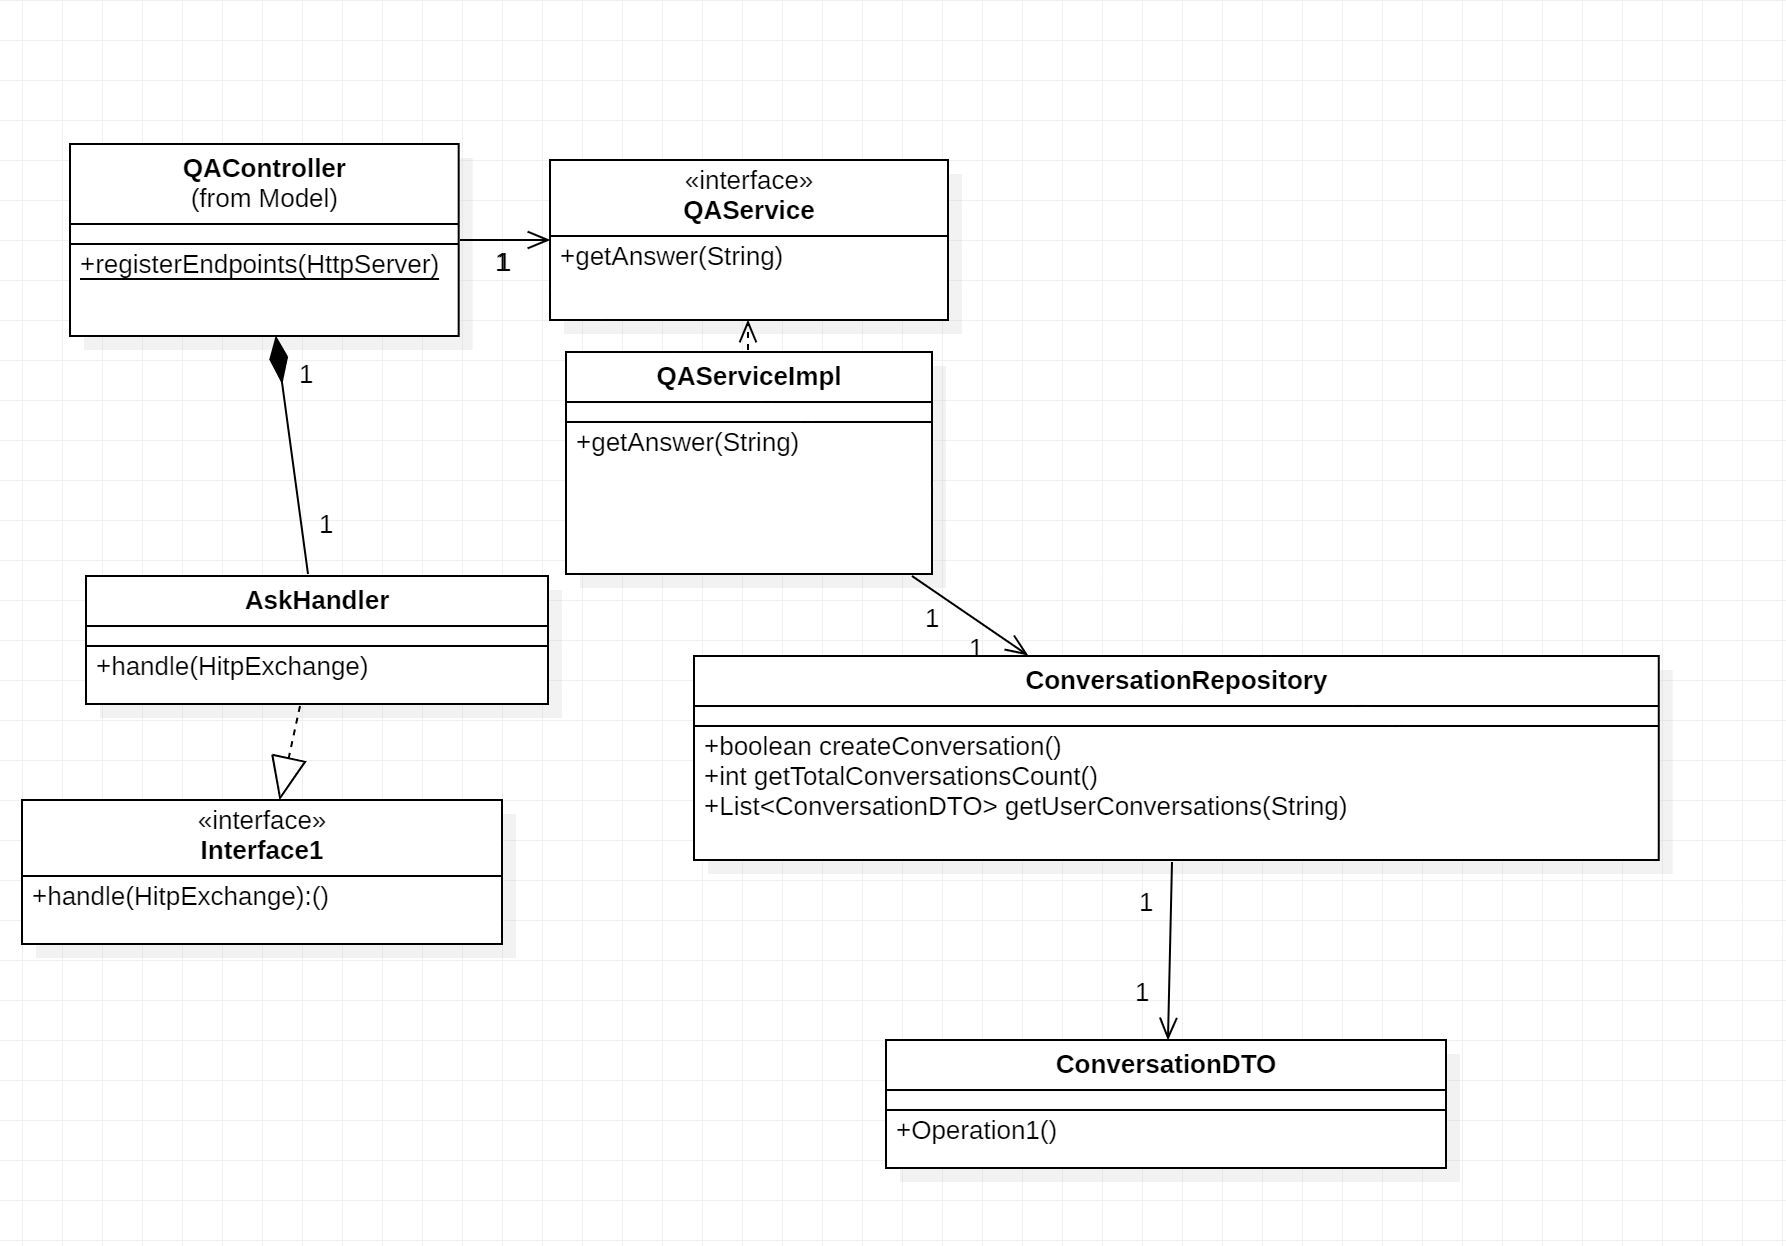 QAController
(from Model)
+registerEndpoints(HttpServer)
1
«interface»
QAService
+getAnswer(String)
QAServiceImpl
+getAnswer(String)
1
1
AskHandler
+handle(HitpExchange)
«interface»
Interface1
+handle(HitpExchange):()
1
1
ConversationRepository
+boolean createConversation()
+int getTotalConversationsCount()
+List<ConversationDTO> getUserConversations(String)
1
1
ConversationDTO
+Operation1()